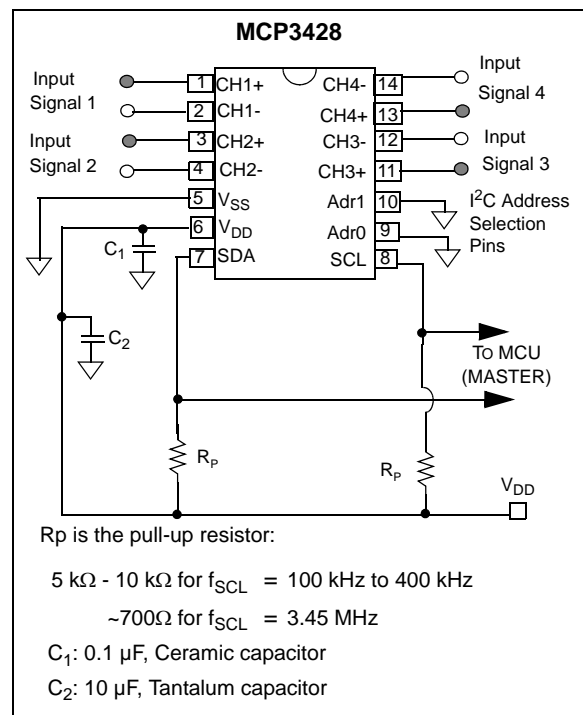 MCP3428
Input
Signal 1
Input
Signal 2
1 CH1+
2 CH1-
3 CH2+
4 CH2-
5 VSS
6 VDD
7 SDA
CH4- 14
CH4+ 13
CH3- 12
CH3+ 11
Adr1 10
Adr0 9
SCL 8
Input
Signal 4
Input
Signal 3
I²C Address
Selection
Pins
C1
C2
TO MCU
(MASTER)
RP
RP
VDD
Rp is the pull-up resistor:
5 kΩ - 10 kΩ for fSCL = 100 kHz to 400 kHz
~700Ω for fSCL = 3.45 MHz
C1: 0.1 µF, Ceramic capacitor
C2: 10 µF, Tantalum capacitor